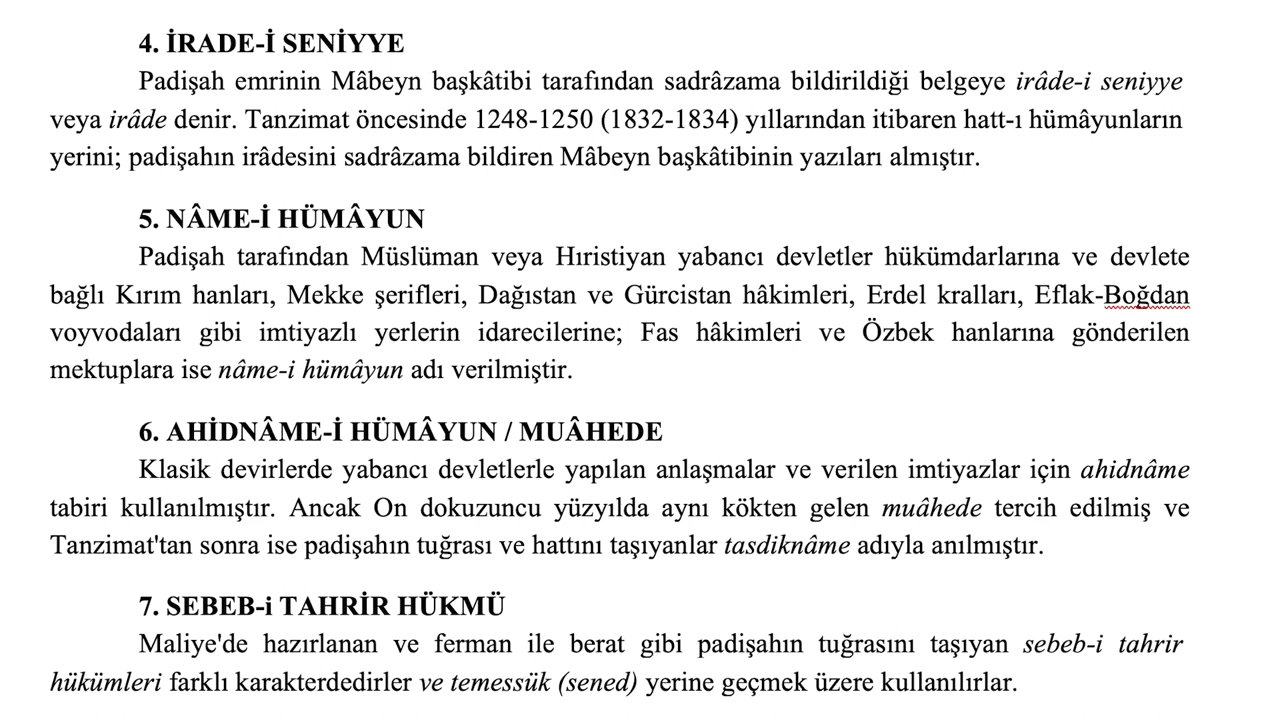 4. İRADE-İ SENİYYE
Padişah emrinin Mâbeyn başkâtibi tarafından sadrâzama bildirildiği belgeye irâde-i seniyye
veya irâde denir. Tanzimat öncesinde 1248-1250 (1832-1834) yıllarından itibaren hatt-ı hümâyunların
yerini; padişahın irâdesini sadrâzama bildiren Mâbeyn başkâtibinin yazıları almıştır.
5. NÂME-İ HÜMÂYUN
Padişah tarafından Müslüman veya Hıristiyan yabancı devletler hükümdarlarına ve devlete
bağlı Kırım hanları, Mekke şerifleri, Dağıstan ve Gürcistan hâkimleri, Erdel kralları, Eflak-Boğdan
voyvodaları gibi imtiyazlı yerlerin idarecilerine; Fas hâkimleri ve Özbek hanlarına gönderilen
mektuplara ise nâme-i hümâyun adı verilmiştir.
6. AHİDNÂME-İ HÜMÂYUN / MUÂHEDE
Klasik devirlerde yabancı devletlerle yapılan anlaşmalar ve verilen imtiyazlar için ahidnâme
tabiri kullanılmıştır. Ancak On dokuzuncu yüzyılda aynı kökten gelen muâhede tercih edilmiş ve
Tanzimat'tan sonra ise padişahın tuğrası ve hattını taşıyanlar tasdiknâme adıyla anılmıştır.
7. SEBEB-i TAHRİR HÜKMÜ
Maliye'de hazırlanan ve ferman ile berat gibi padişahın tuğrasını taşıyan sebeb-i tahrir
hükümleri farklı karakterdedirler ve temessük (sened) yerine geçmek üzere kullanılırlar.